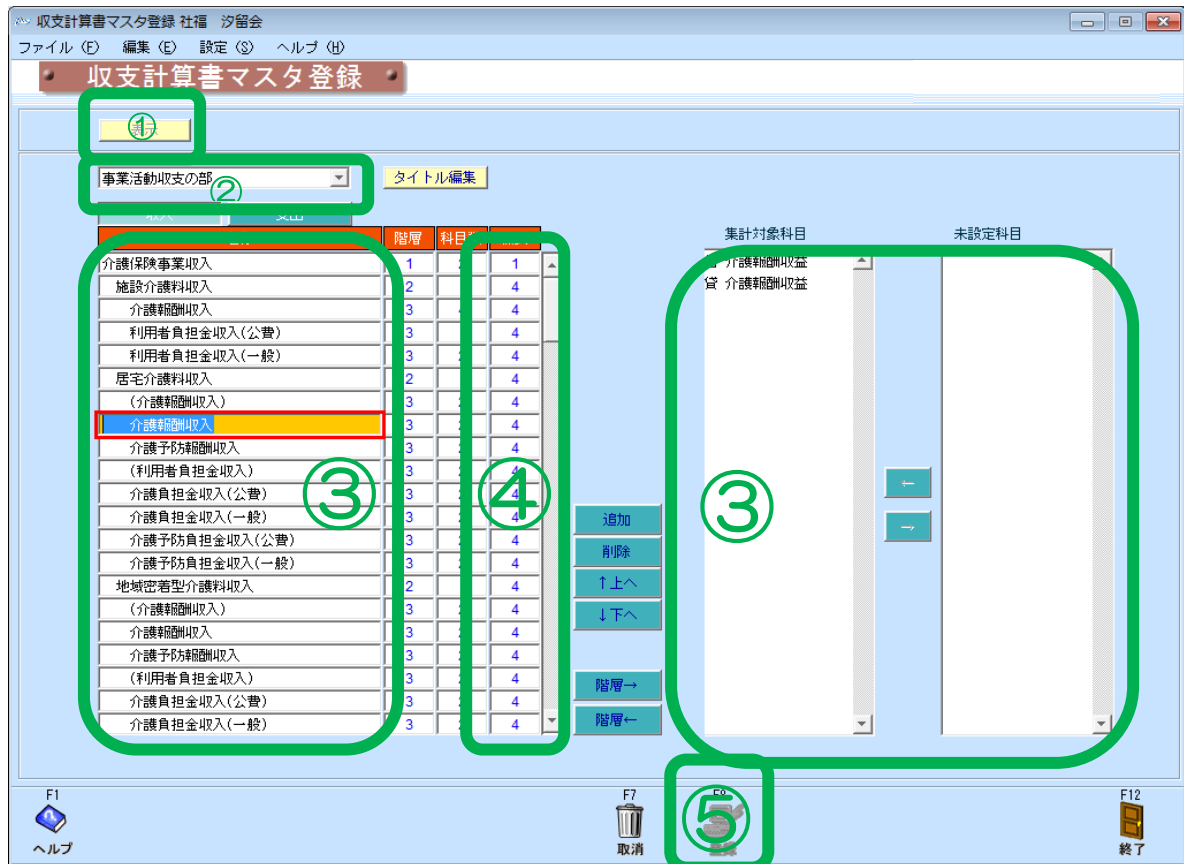 収支計算書マスタ登録 社福　汐留会
ファイル (F)　編集 (E)　設定 (S)　ヘルプ (H)
収支計算書マスタ登録
①
事業活動収支の部
②
タイトル編集
階層
集計対象科目
未設定科目
介護保険事業収入 1 1
施設介護料収入 2 4
介護報酬収入 3 4
利用者負担金収入(公費) 3 4
利用者負担金収入(一般) 3 4
居宅介護料収入 2 4
(介護報酬収入) 3 4
介護報酬収入 3 4
介護予防報酬収入 3 4
(利用者負担金収入) 3 4
介護負担金収入(公費) 3 4
介護負担金収入(一般) 3 4
介護予防負担金収入(公費) 3 4
介護予防負担金収入(一般) 3 4
地域密着型介護料収入 2 4
(介護報酬収入) 3 4
介護報酬収入 3 4
介護予防報酬収入 3 4
(利用者負担金収入) 3 4
介護負担金収入(公費) 3 4
介護負担金収入(一般) 3 4
③
④
追加
削除
↑上へ
↓下へ
階層→
階層←
介護報酬収益
貸 介護報酬収益
③
←
→
F1
ヘルプ
F7
取消
⑤
F12
終了